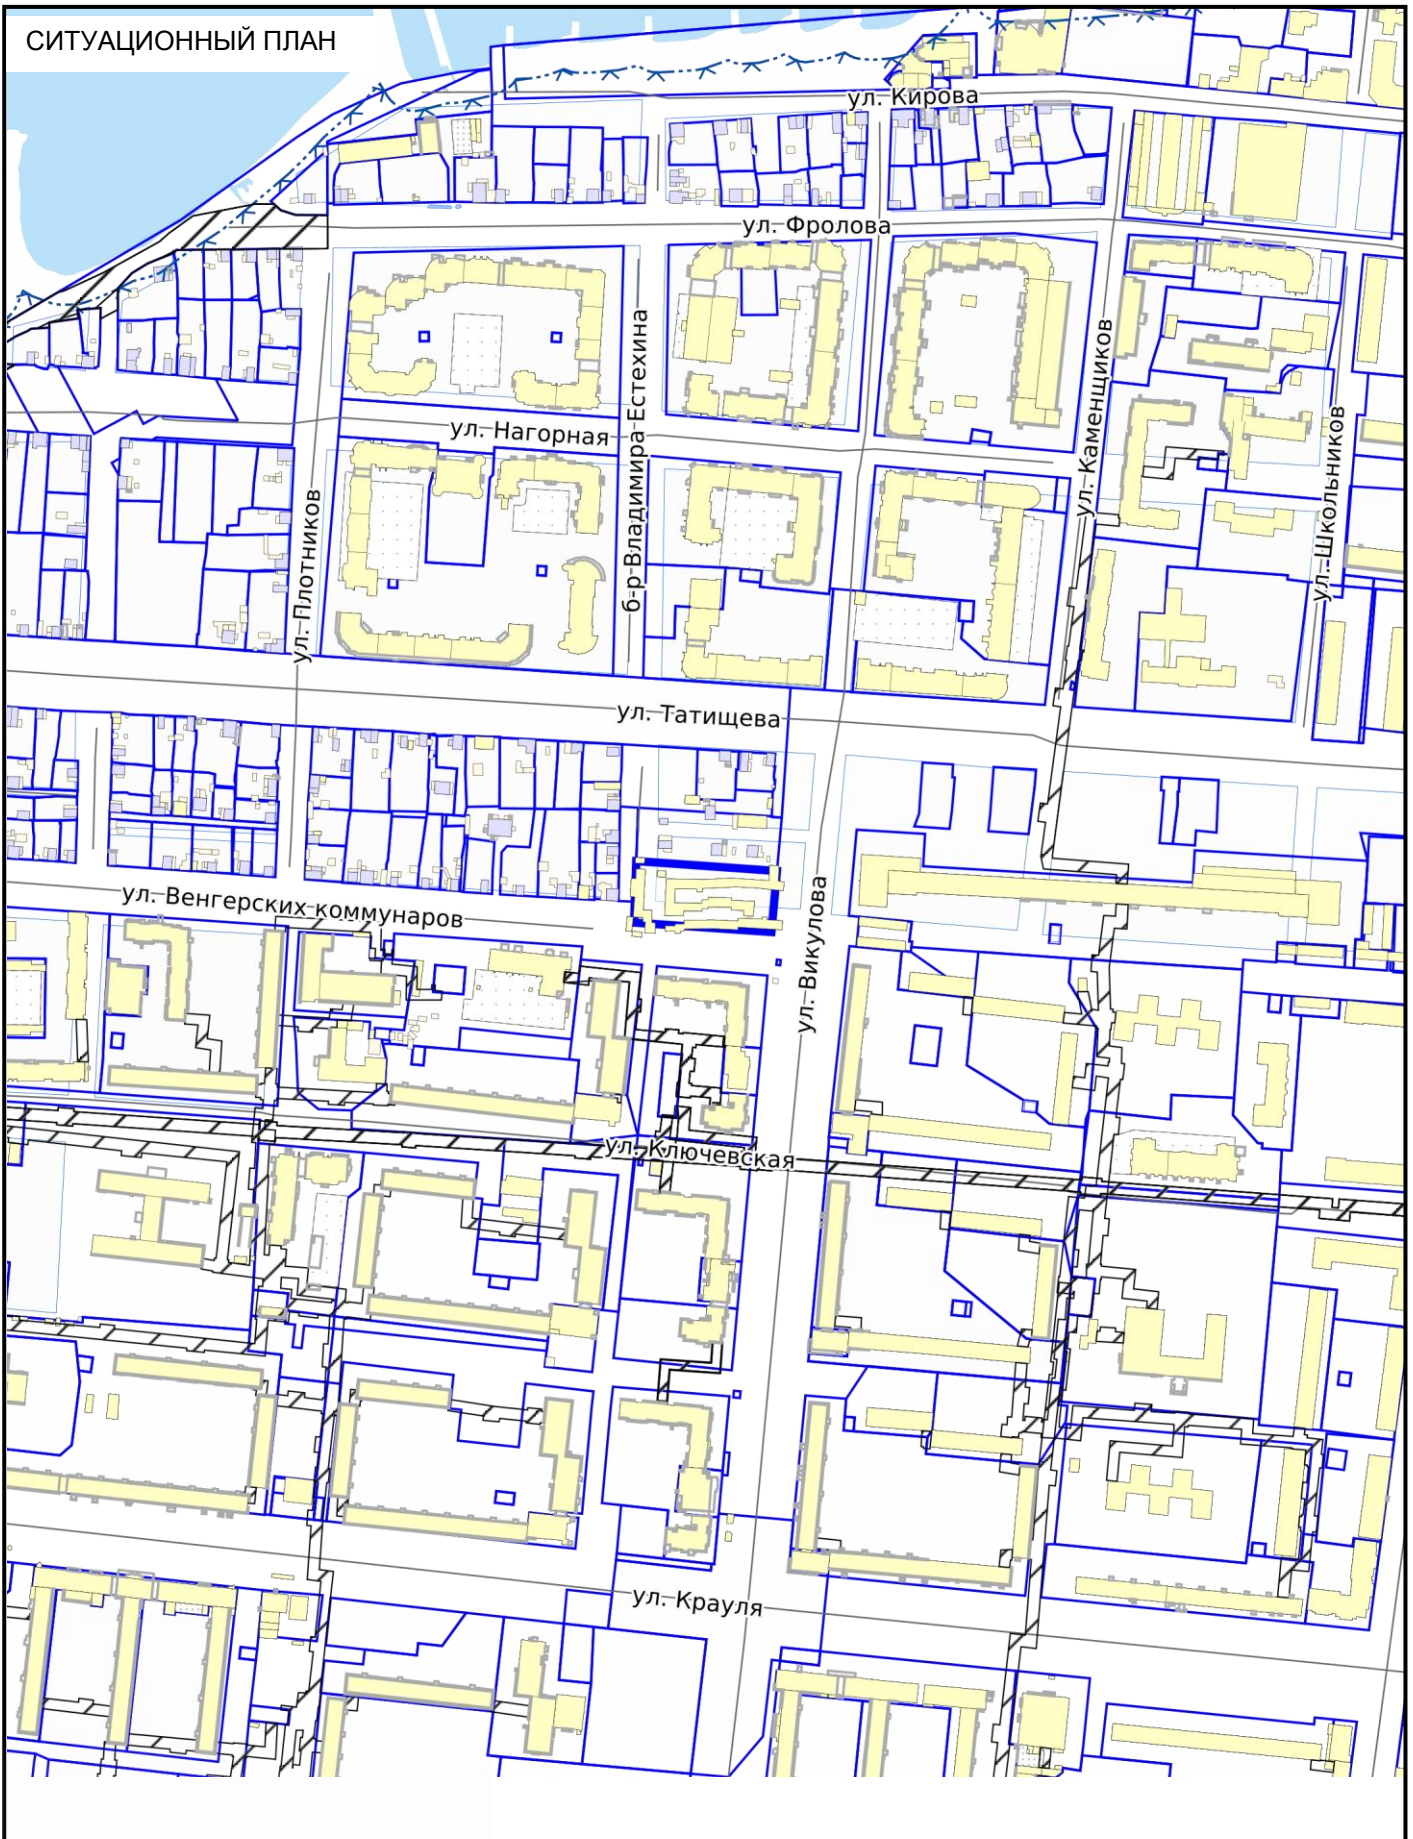 СИТУАЦИОННЫЙ ПЛАН
ул. Кирова
ул. Фролова
ул. Нагорная
б-р Владимира Естехина
ул. Каменщиков
ул. Школьников
ул. Плотников
ул. Татищева
ул. Венгерских коммунаров
ул. Викулова
ул. Ключевская
ул. Крауля